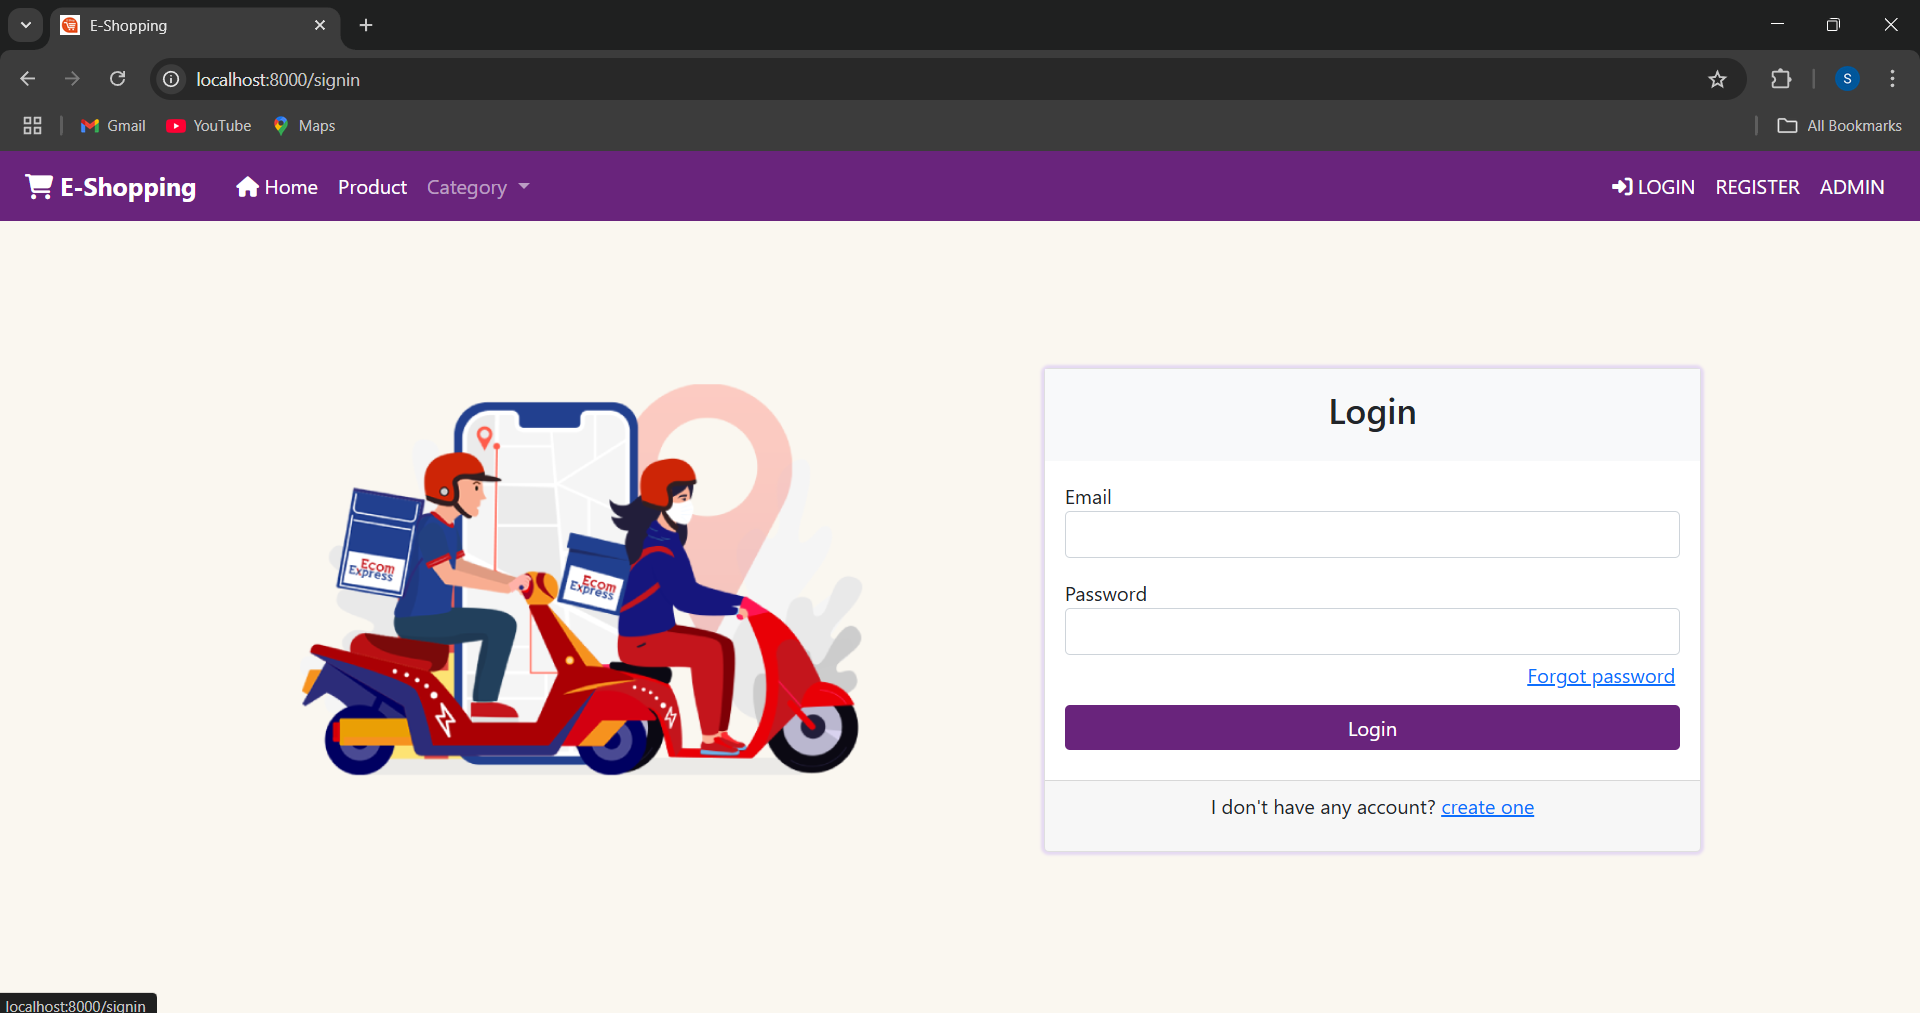 E-Shopping
localhost:8000/signin
S
Gmail YouTube Maps All Bookmarks
E-Shopping Home Product Category LOGIN REGISTER ADMIN
Ecom
Express
Ecom
Express
Login
Email
Password
Forgot password
Login
I don't have any account? create one
localhost:8000/signin